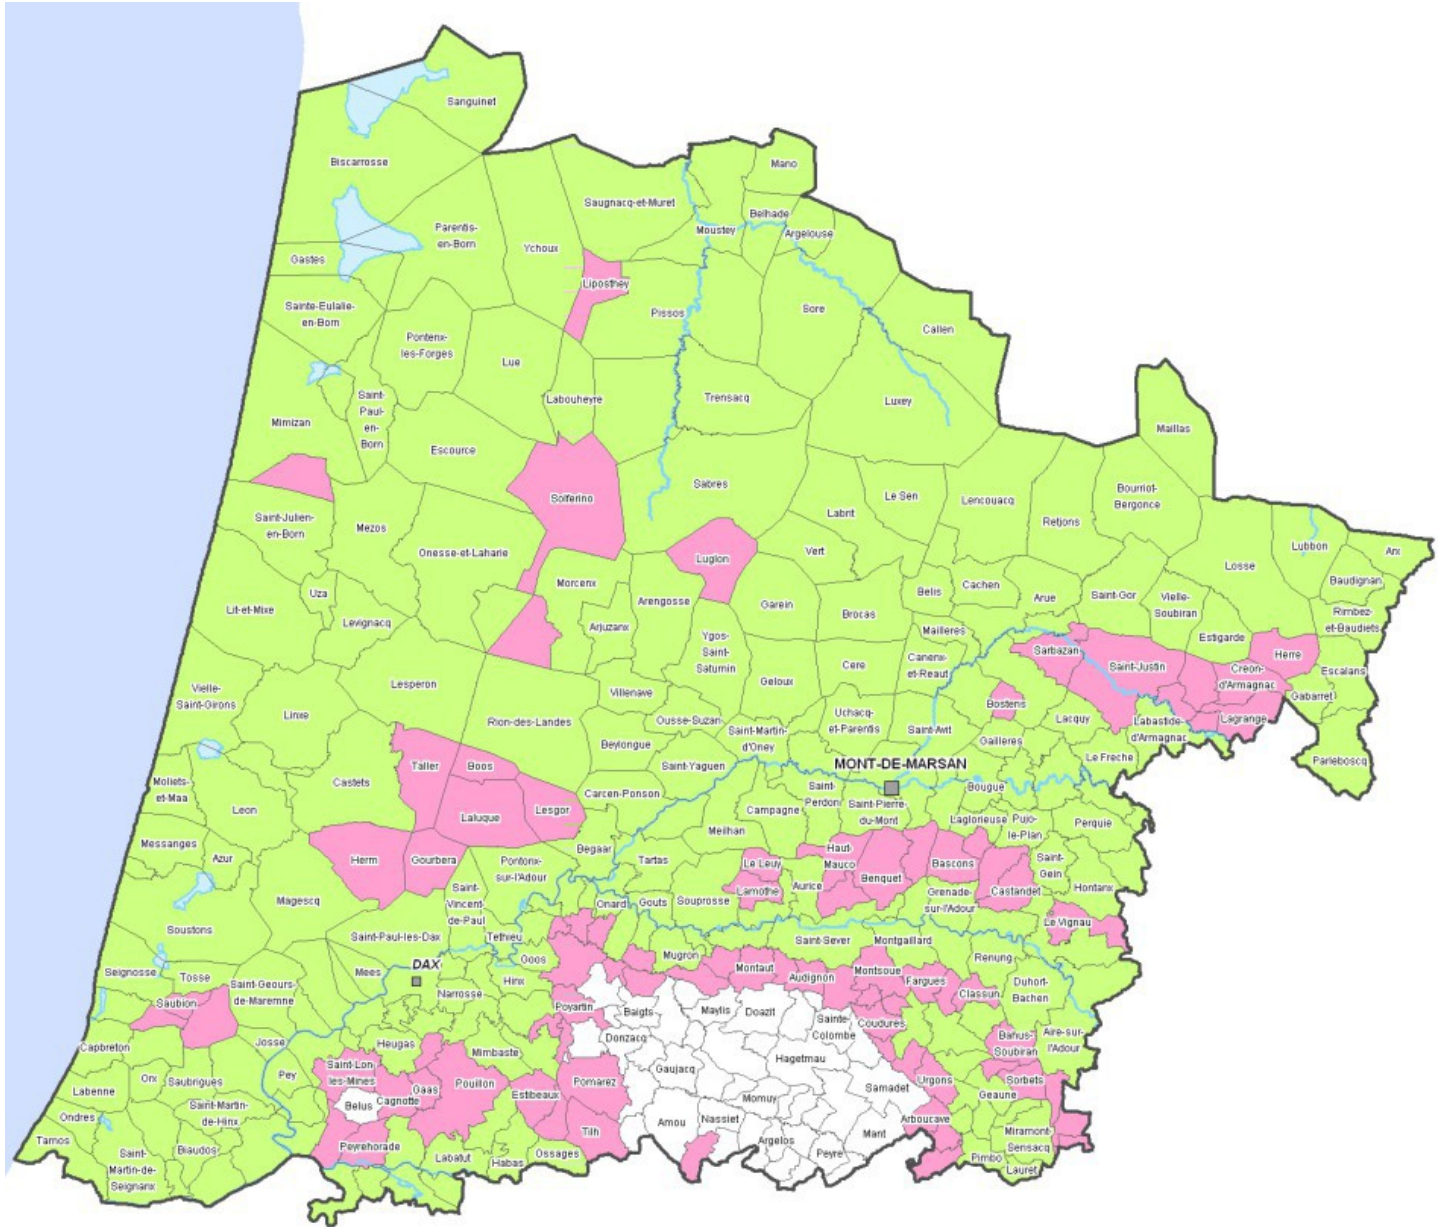 Sanguinet
Biscarrosse
Mano
Saugnacq-et-Muret
Belhade
Moustey
Argelouse
Parentis-
en-Born
Ychoux
Gastes
Liposthey
Sainte-Eulalie-
en-Born
Pissos
Sore
Callen
Pontenx-
les-Forges
Lue
Labouheyre
Trensacq
Luxey
Saint-
Paul-
en-
Born
Mimizan
Maillas
Escource
Solferino
Sabres
Le Sen
Lencouacq
Bourriot-
Bergonce
Labrit
Retjons
Saint-Julien-
en-Born
Mezos
Onesse-et-Laharie
Luglon
Vert
Lubbon
Arx
Losse
Baudignan
Morcenx
Uza
Arengosse
Garein
Belis
Cachen
Arue
Saint-Gor
Vielle-
Soubiran
Lit-et-Mixe
Levignacq
Arjuzanx
Brocas
Rimbez-
et-Baudiets
Ygos-
Saint-
Saturnin
Mailleres
Estigarde
Sarbazan
Herre
Cere
Canenx-
et-Reaut
Saint-Justin
Creon-
d'Armagnac
Escalans
Lesperon
Geloux
Gabarret
Vielle-
Saint-Girons
Villenave
Bostens
Linxe
Rion-des-Landes
Ousse-Suzan
Uchacq-
et-Parentis
Lacquy
Labastide-
d'Armagnac
Lagrange
Saint-Martin-
d'Oney
Saint-Avit
Beylongue
Gailleres
Le Freche
Taller
Boos
Saint-Yaguen
MONT-DE-MARSAN
Parleboscq
Moliets-
et-Maa
Castets
Carcen-Ponson
Saint-
Perdon
Bougue
Leon
Laluque
Lesgor
Campagne
Saint-Pierre-
du-Mont
Laglorieuse
Pujo-
le-Plan
Perquie
Meilhan
Messanges
Azur
Herm
Gourbera
Begaar
Pontonx-
sur-l'Adour
Tartas
Le Leuy
Haut-
Mauco
Bascons
Saint-
Gein
Lamothe
Aurice
Benquet
Castandet
Hontanx
Magescq
Saint-
Vincent-
de-Paul
Onard
Gouts
Souprosse
Grenade-
sur-l'Adour
Le Vignau
Soustons
Saint-Paul-les-Dax
Tethieu
Saint-Sever
Montgaillard
Goos
Mugron
Renung
Seignosse
Tosse
Mees
DAX
Montaut
Audignon
Montsoue
Fargues
Saint-Geours-
de-Maremne
Hinx
Duhort-
Bachen
Narrosse
Classun
Saubion
Poyartin
Baigts
Maylis
Doazit
Sainte-
Colombe
Coudures
Capbreton
Josse
Heugas
Mimbaste
Donzacq
Bahus-
Soubiran
Aire-sur-
l'Adour
Hagetmau
Saint-Lon-
les-Mines
Gaujacq
Labenne
Orx
Saubrigues
Pey
Gaas
Pouillon
Pomarez
Urgons
Sorbets
Samadet
Geaune
Belus
Cagnotte
Estibeaux
Momuy
Ondres
Saint-Martin-
de-Hinx
Amou
Nassiet
Arboucave
Tarnos
Tilh
Argelos
Mant
Miramont-
Sensacq
Saint-
Martin-de-
Seignanx
Biaudos
Peyrehorade
Labatut
Habas
Ossages
Peyre
Pimbo
Lauret